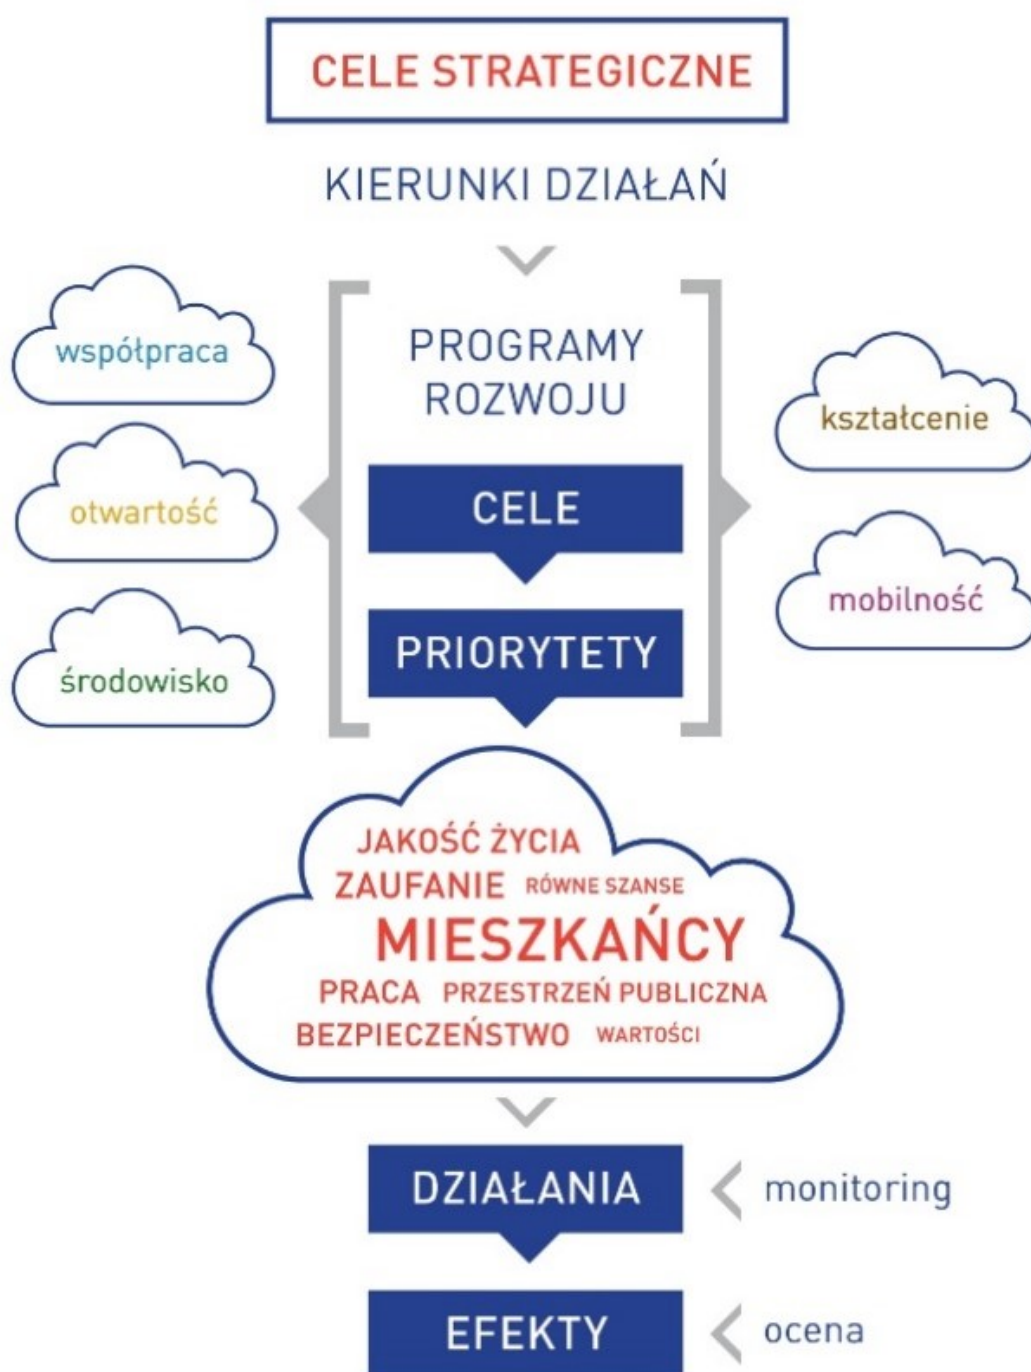 CELE STRATEGICZNE
KIERUNKI DZIAŁAŃ
PROGRAMY
ROZWOJU
CELE
PRIORYTETY
współpraca
otwartość
środowisko
kształcenie
mobilność
JAKOŚĆ ŻYCIA
ZAUFANIE RÓWNE SZANSE
MIESZKAŃCY
PRACA PRZESTRZEŃ PUBLICZNA
BEZPIECZEŃSTWO WARTOŚCI
DZIAŁANIA
monitoring
EFEKTY
ocena